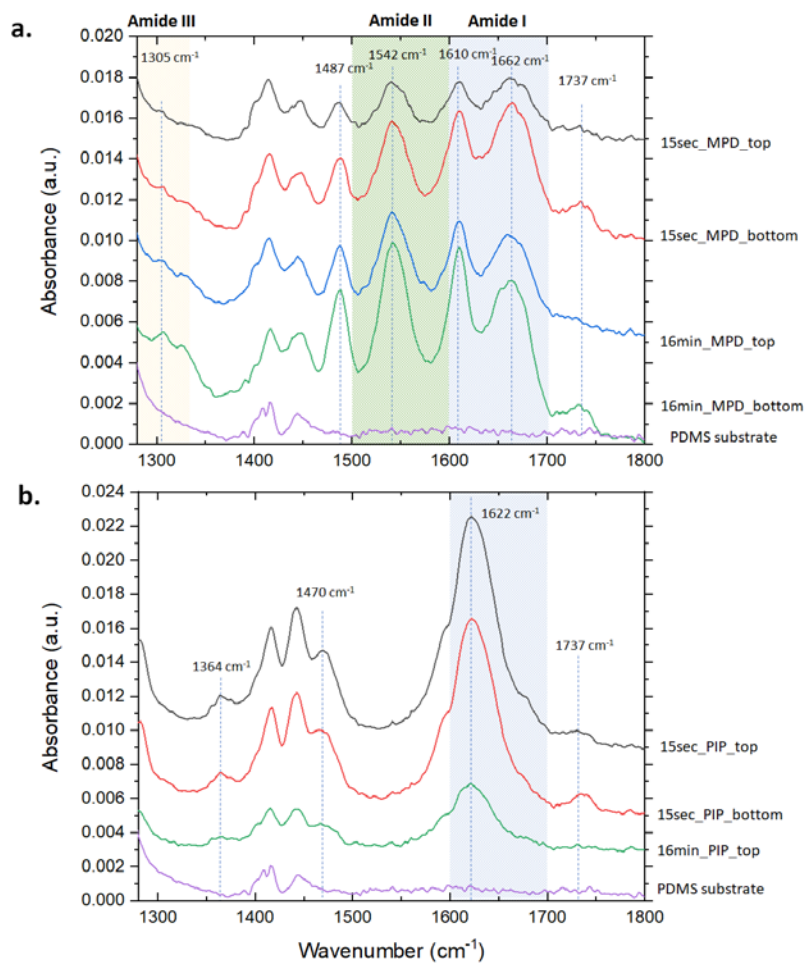 Amide III Amide II Amide I
a.
0.020
1305 cm-1 1487 cm-1 1542 cm-1 1610 cm-1 1662 cm-1 1737 cm-1
0.018
0.016
0.014
0.012
0.010
0.008
0.006
0.004
0.002
0.000
Absorbance (a.u.)
15sec_MPD_top
15sec_MPD_bottom
16min_MPD_top
16min_MPD_bottom
PDMS substrate
1300 1400 1500 1600 1700 1800
b.
0.024
0.022
0.020
0.018
0.016
0.014
0.012
0.010
0.008
0.006
0.004
0.002
0.000
Absorbance (a.u.)
1364 cm-1 1470 cm-1 1622 cm-1 1737 cm-1
15sec_PIP_top
15sec_PIP_bottom
16min_PIP_top
PDMS substrate
1300 1400 1500 1600 1700 1800
Wavenumber (cm-1)